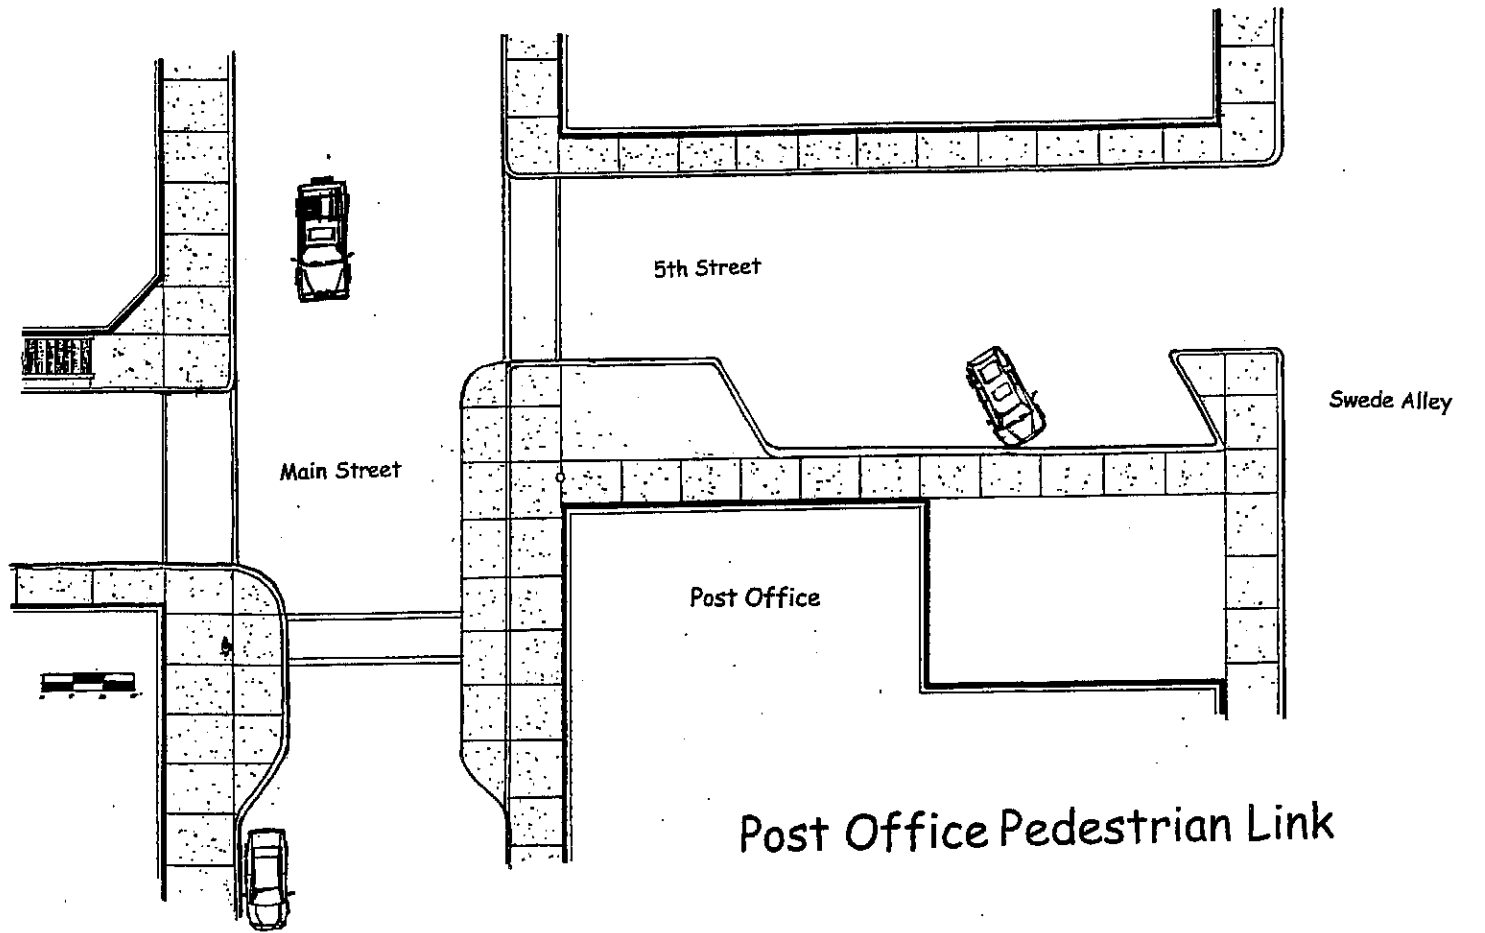 5th Street
Swede Alley
Main Street
Post Office
Post Office Pedestrian Link